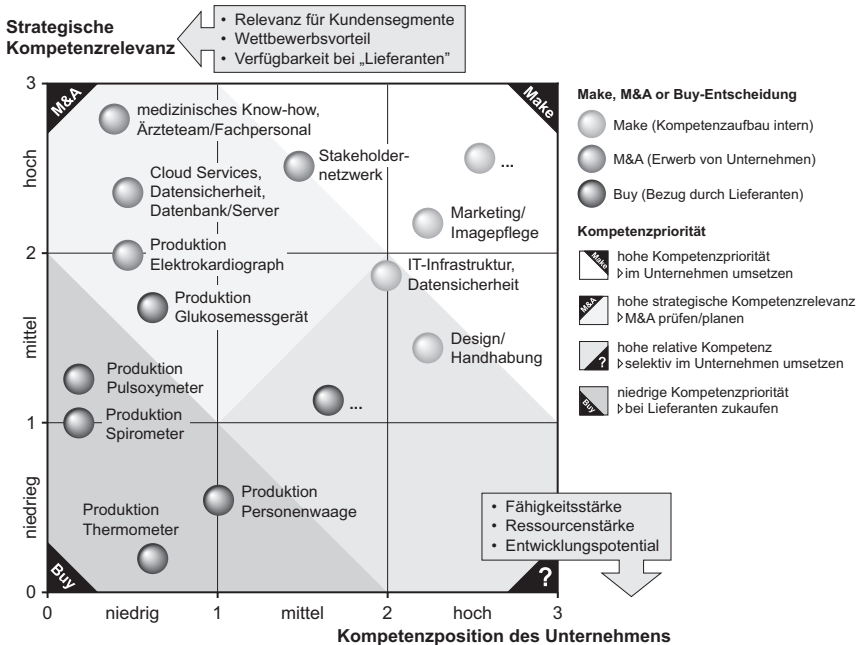 Strategische
Kompetenzrelevanz
• Relevanz für Kundensegmente
• Wettbewerbsvorteil
• Verfügbarkeit bei „Lieferanten”
3
hoch
2
mittel
1
niedrieg
0
M&A
Make
medizinisches Know-how,
Ärzteteam/Fachpersonal
Stakeholder-
netzwerk
...
Cloud Services,
Datensicherheit,
Datenbank/Server
Marketing/
Imagepflege
Produktion
Elektrokardiograph
IT-Infrastruktur,
Datensicherheit
Produktion
Glukosemessgerät
Design/
Handhabung
Produktion
Pulsoxymeter
...
Produktion
Spirometer
Produktion
Personenwaage
Produktion
Thermometer
Buy
?
0
niedrig
1
mittel
2
hoch
3
Kompetenzposition des Unternehmens
• Fähigkeitsstärke
• Ressourcenstärke
• Entwicklungspotential
Make, M&A or Buy-Entscheidung
Make (Kompetenzaufbau intern)
M&A (Erwerb von Unternehmen)
Buy (Bezug durch Lieferanten)
Kompetenzpriorität
Make
hohe Kompetenzpriorität
▷im Unternehmen umsetzen
M&A
hohe strategische Kompetenzrelevanz
▷M&A prüfen/planen
?
hohe relative Kompetenz
▷selektiv im Unternehmen umsetzen
Buy
niedrige Kompetenzpriorität
▷bei Lieferanten zukaufen